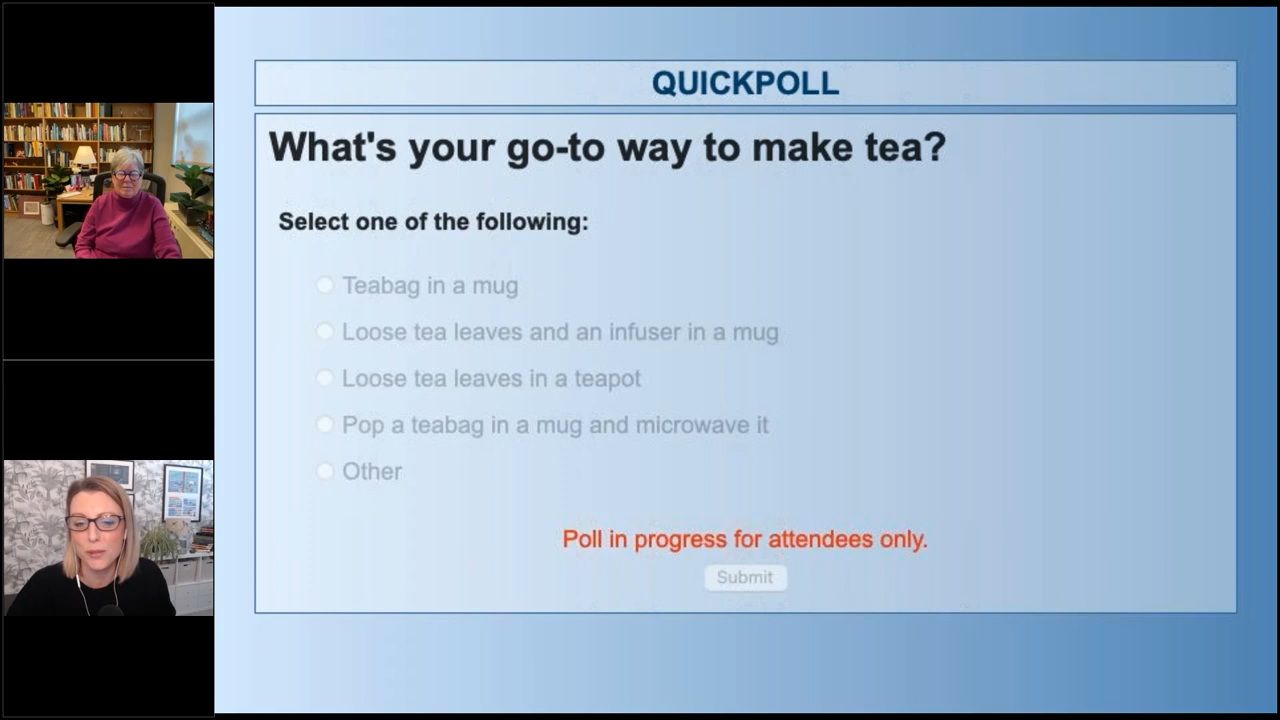 QUICKPOLL
What's your go-to way to make tea?
Select one of the following:
Teabag in a mug
Loose tea leaves and an infuser in a mug
Loose tea leaves in a teapot
Pop a teabag in a mug and microwave it
Other
Poll in progress for attendees only.
Submit